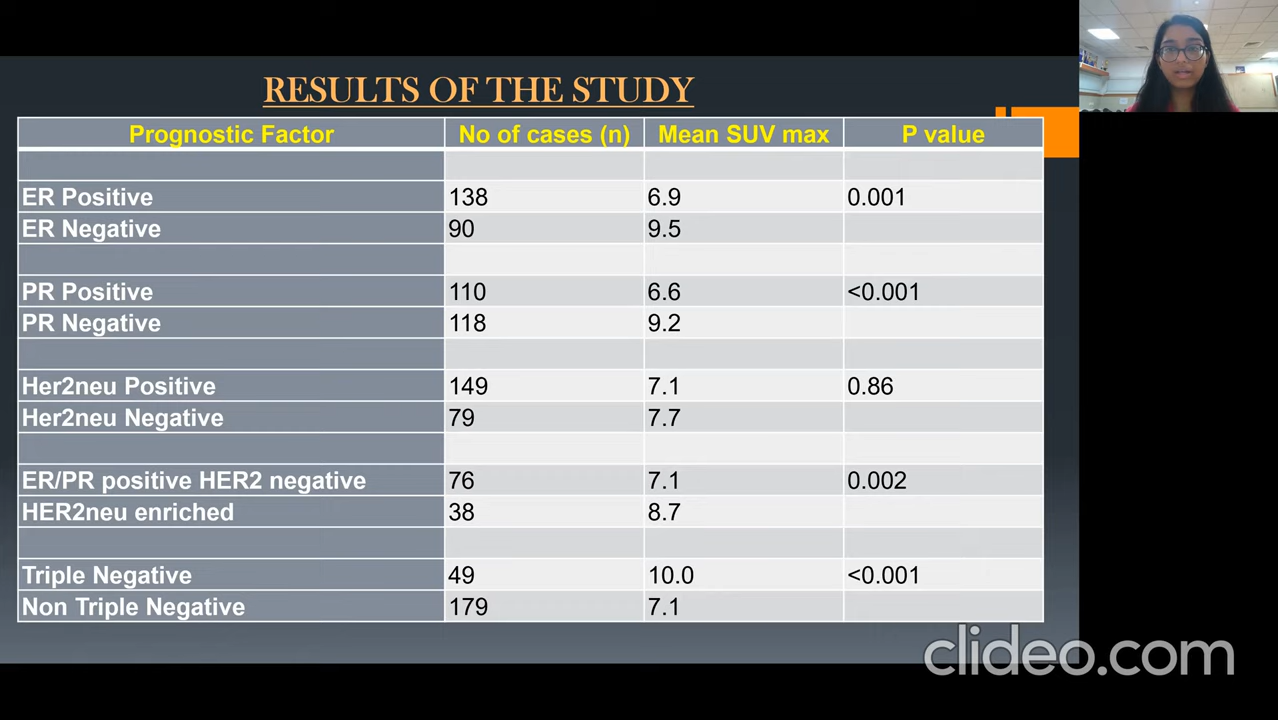 RESULTS OF THE STUDY
Prognostic Factor No of cases (n) Mean SUV max P value
ER Positive 138 6.9 0.001
ER Negative 90 9.5
PR Positive 110 6.6 <0.001
PR Negative 118 9.2
Her2neu Positive 149 7.1 0.86
Her2neu Negative 79 7.7
ER/PR positive HER2 negative 76 7.1 0.002
HER2neu enriched 38 8.7
Triple Negative 49 10.0 <0.001
Non Triple Negative 179 7.1
clideo.com